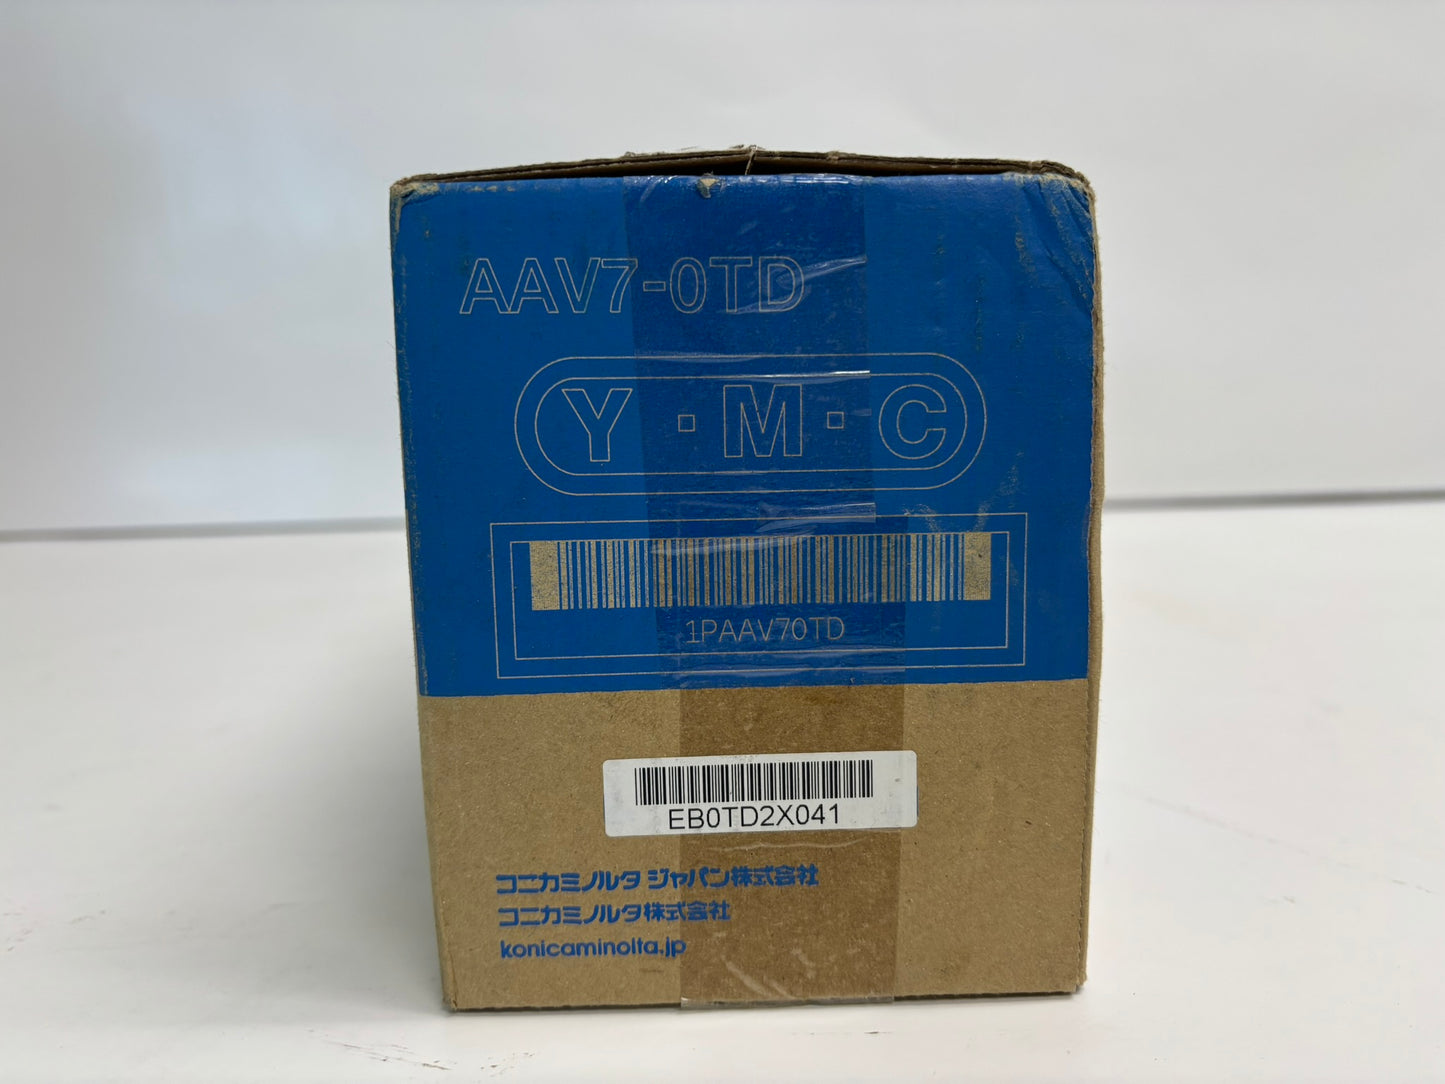 AAV7-0TD
Y・M・C
1PAAV70TD
EB0TD2X041
コニカミノルタ ジャパン株式会社
コニカミノルタ株式会社
konicaminolta.jp